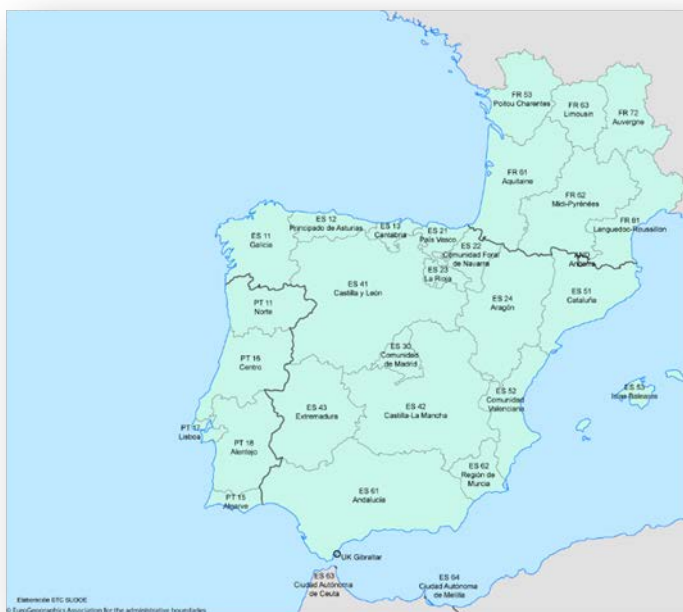 FR 53
Poitou Charentes
FR 63
Limousin
FR 72
Auvergne
FR 61
Aquitaine
FR 62
Midi-Pyrénées
FR 81
Languedoc-Roussillon
AND
Andorra
ES 11
Galicia
ES 12
Principado de Asturias
ES 13
Cantabria
ES 21
País Vasco
ES 22
Comunidad Foral
de Navarra
ES 23
La Rioja
ES 41
Castilla y León
ES 24
Aragón
ES 51
Cataluña
PT 11
Norte
PT 16
Centro
ES 30
Comunidad
de Madrid
ES 53
Islas Baleares
ES 52
Comunidad
Valenciana
ES 43
Extremadura
ES 42
Castilla-La Mancha
PT 17
Lisboa
PT 18
Alentejo
ES 62
Región de
Murcia
PT 15
Algarve
ES 61
Andalucía
UK Gibraltar
ES 63
Ciudad Autónoma
de Ceuta
ES 64
Ciudad Autónoma
de Melilla
Elaboración STC SUDOE
© EuroGeographics Association for the administrative boundaries